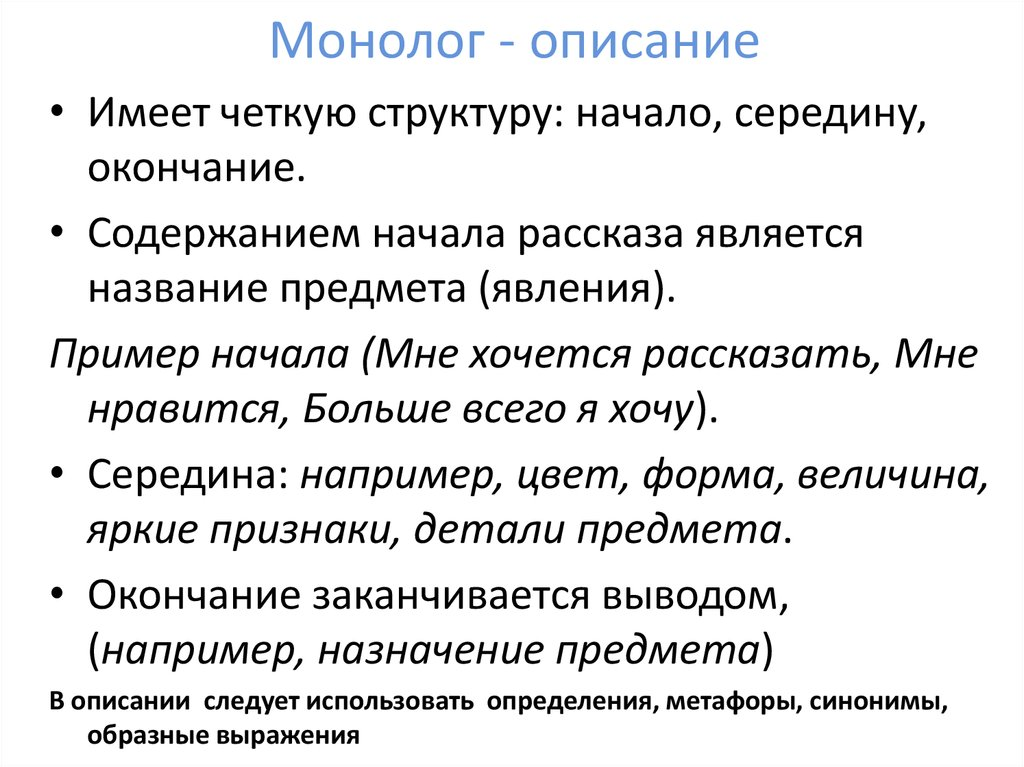 Монолог - описание
• Имеет четкую структуру: начало, середину,
окончание.
• Содержанием начала рассказа является
название предмета (явления).
Пример начала (Мне хочется рассказать, Мне
нравится, Больше всего я хочу).
• Середина: например, цвет, форма, величина,
яркие признаки, детали предмета.
• Окончание заканчивается выводом,
(например, назначение предмета)
В описании следует использовать определения, метафоры, синонимы,
образные выражения